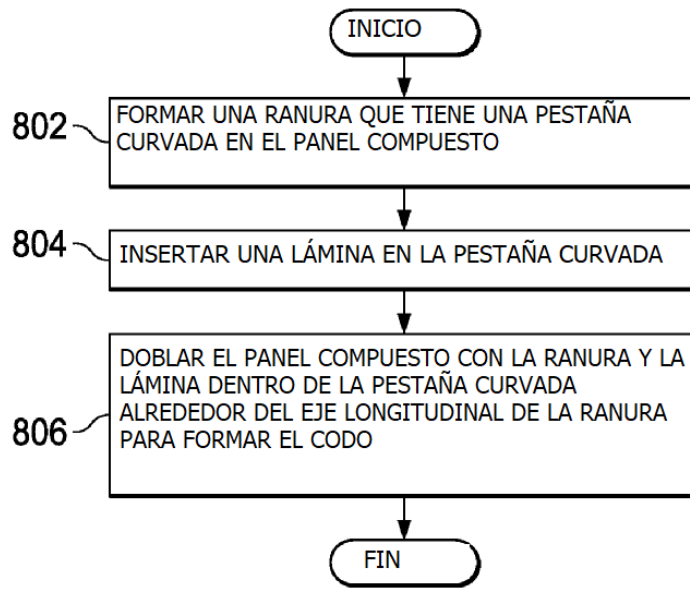 INICIO
802
FORMAR UNA RANURA QUE TIENE UNA PESTAÑA
CURVADA EN EL PANEL COMPUESTO
804
INSERTAR UNA LÁMINA EN LA PESTAÑA CURVADA
806
DOBLAR EL PANEL COMPUESTO CON LA RANURA Y LA
LÁMINA DENTRO DE LA PESTAÑA CURVADA
ALREDEDOR DEL EJE LONGITUDINAL DE LA RANURA
PARA FORMAR EL CODO
FIN